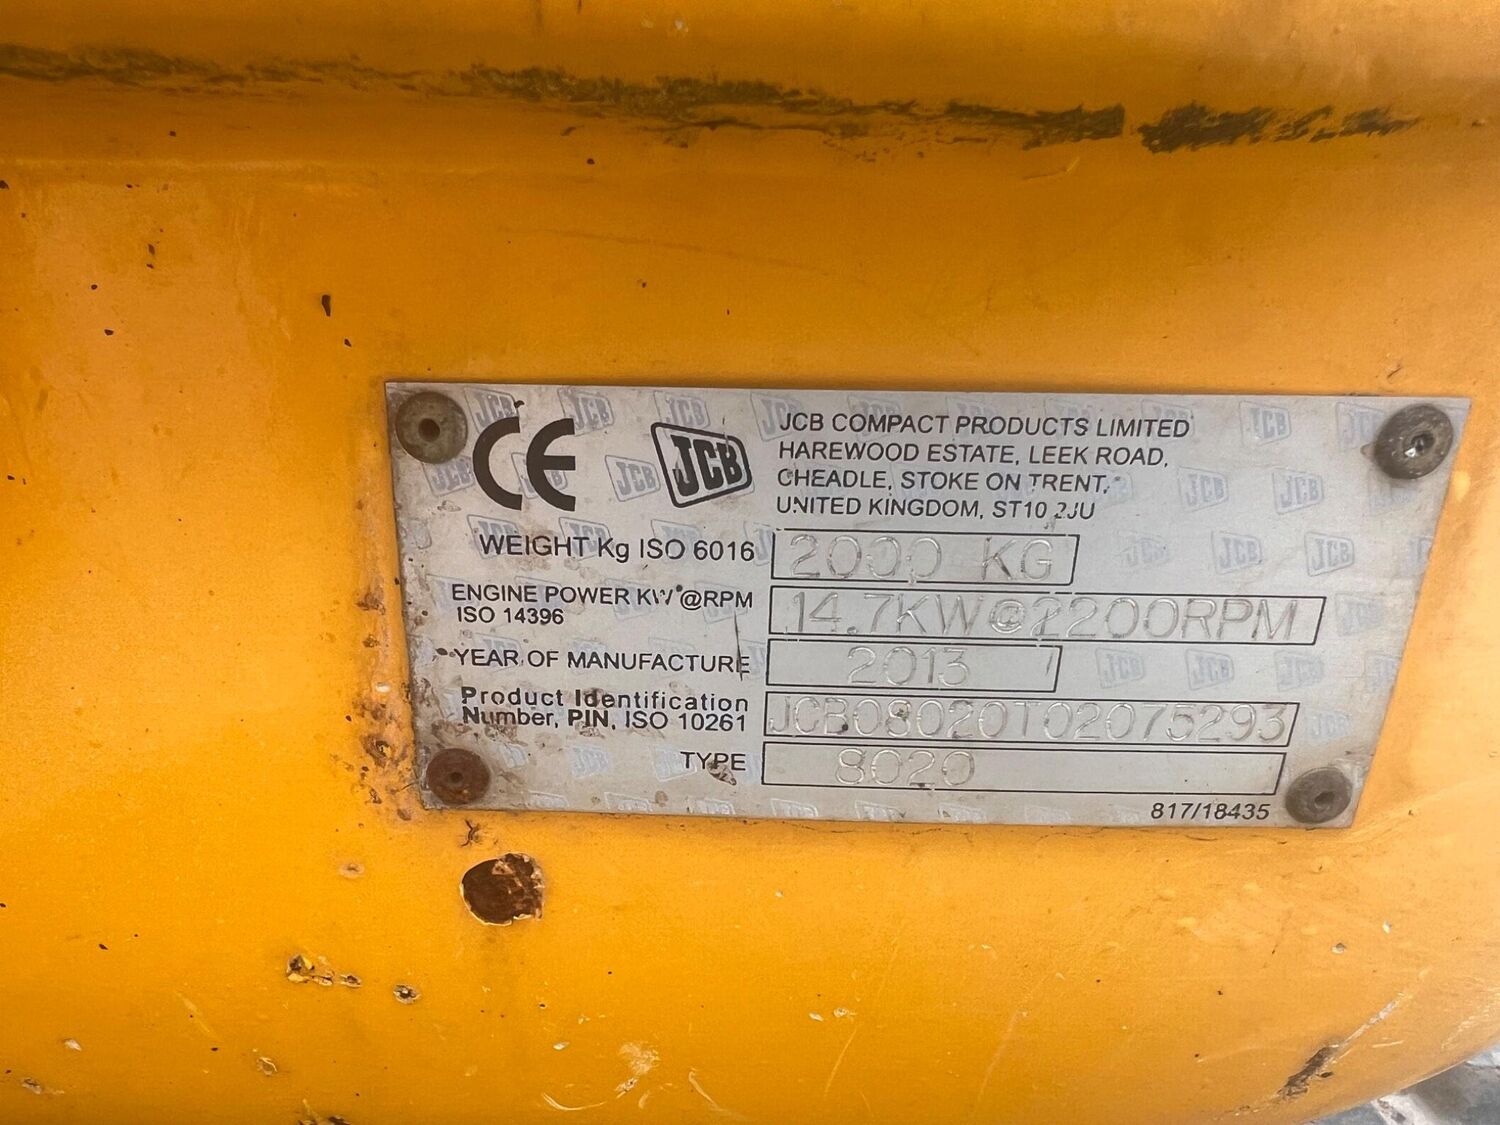 CE JCB JCB COMPACT PRODUCTS LIMITED
HAREWOOD ESTATE, LEEK ROAD,
CHEADLE, STOKE ON TRENT,
UNITED KINGDOM, ST10 2JU
WEIGHT Kg ISO 6016 2000 KG
ENGINE POWER KW @RPM
ISO 14396 14.7KW@2200RPM
YEAR OF MANUFACTURE 2013
Product Identification
Number, PIN, ISO 10261 JCB08020T02075293
TYPE 8020
817/18435